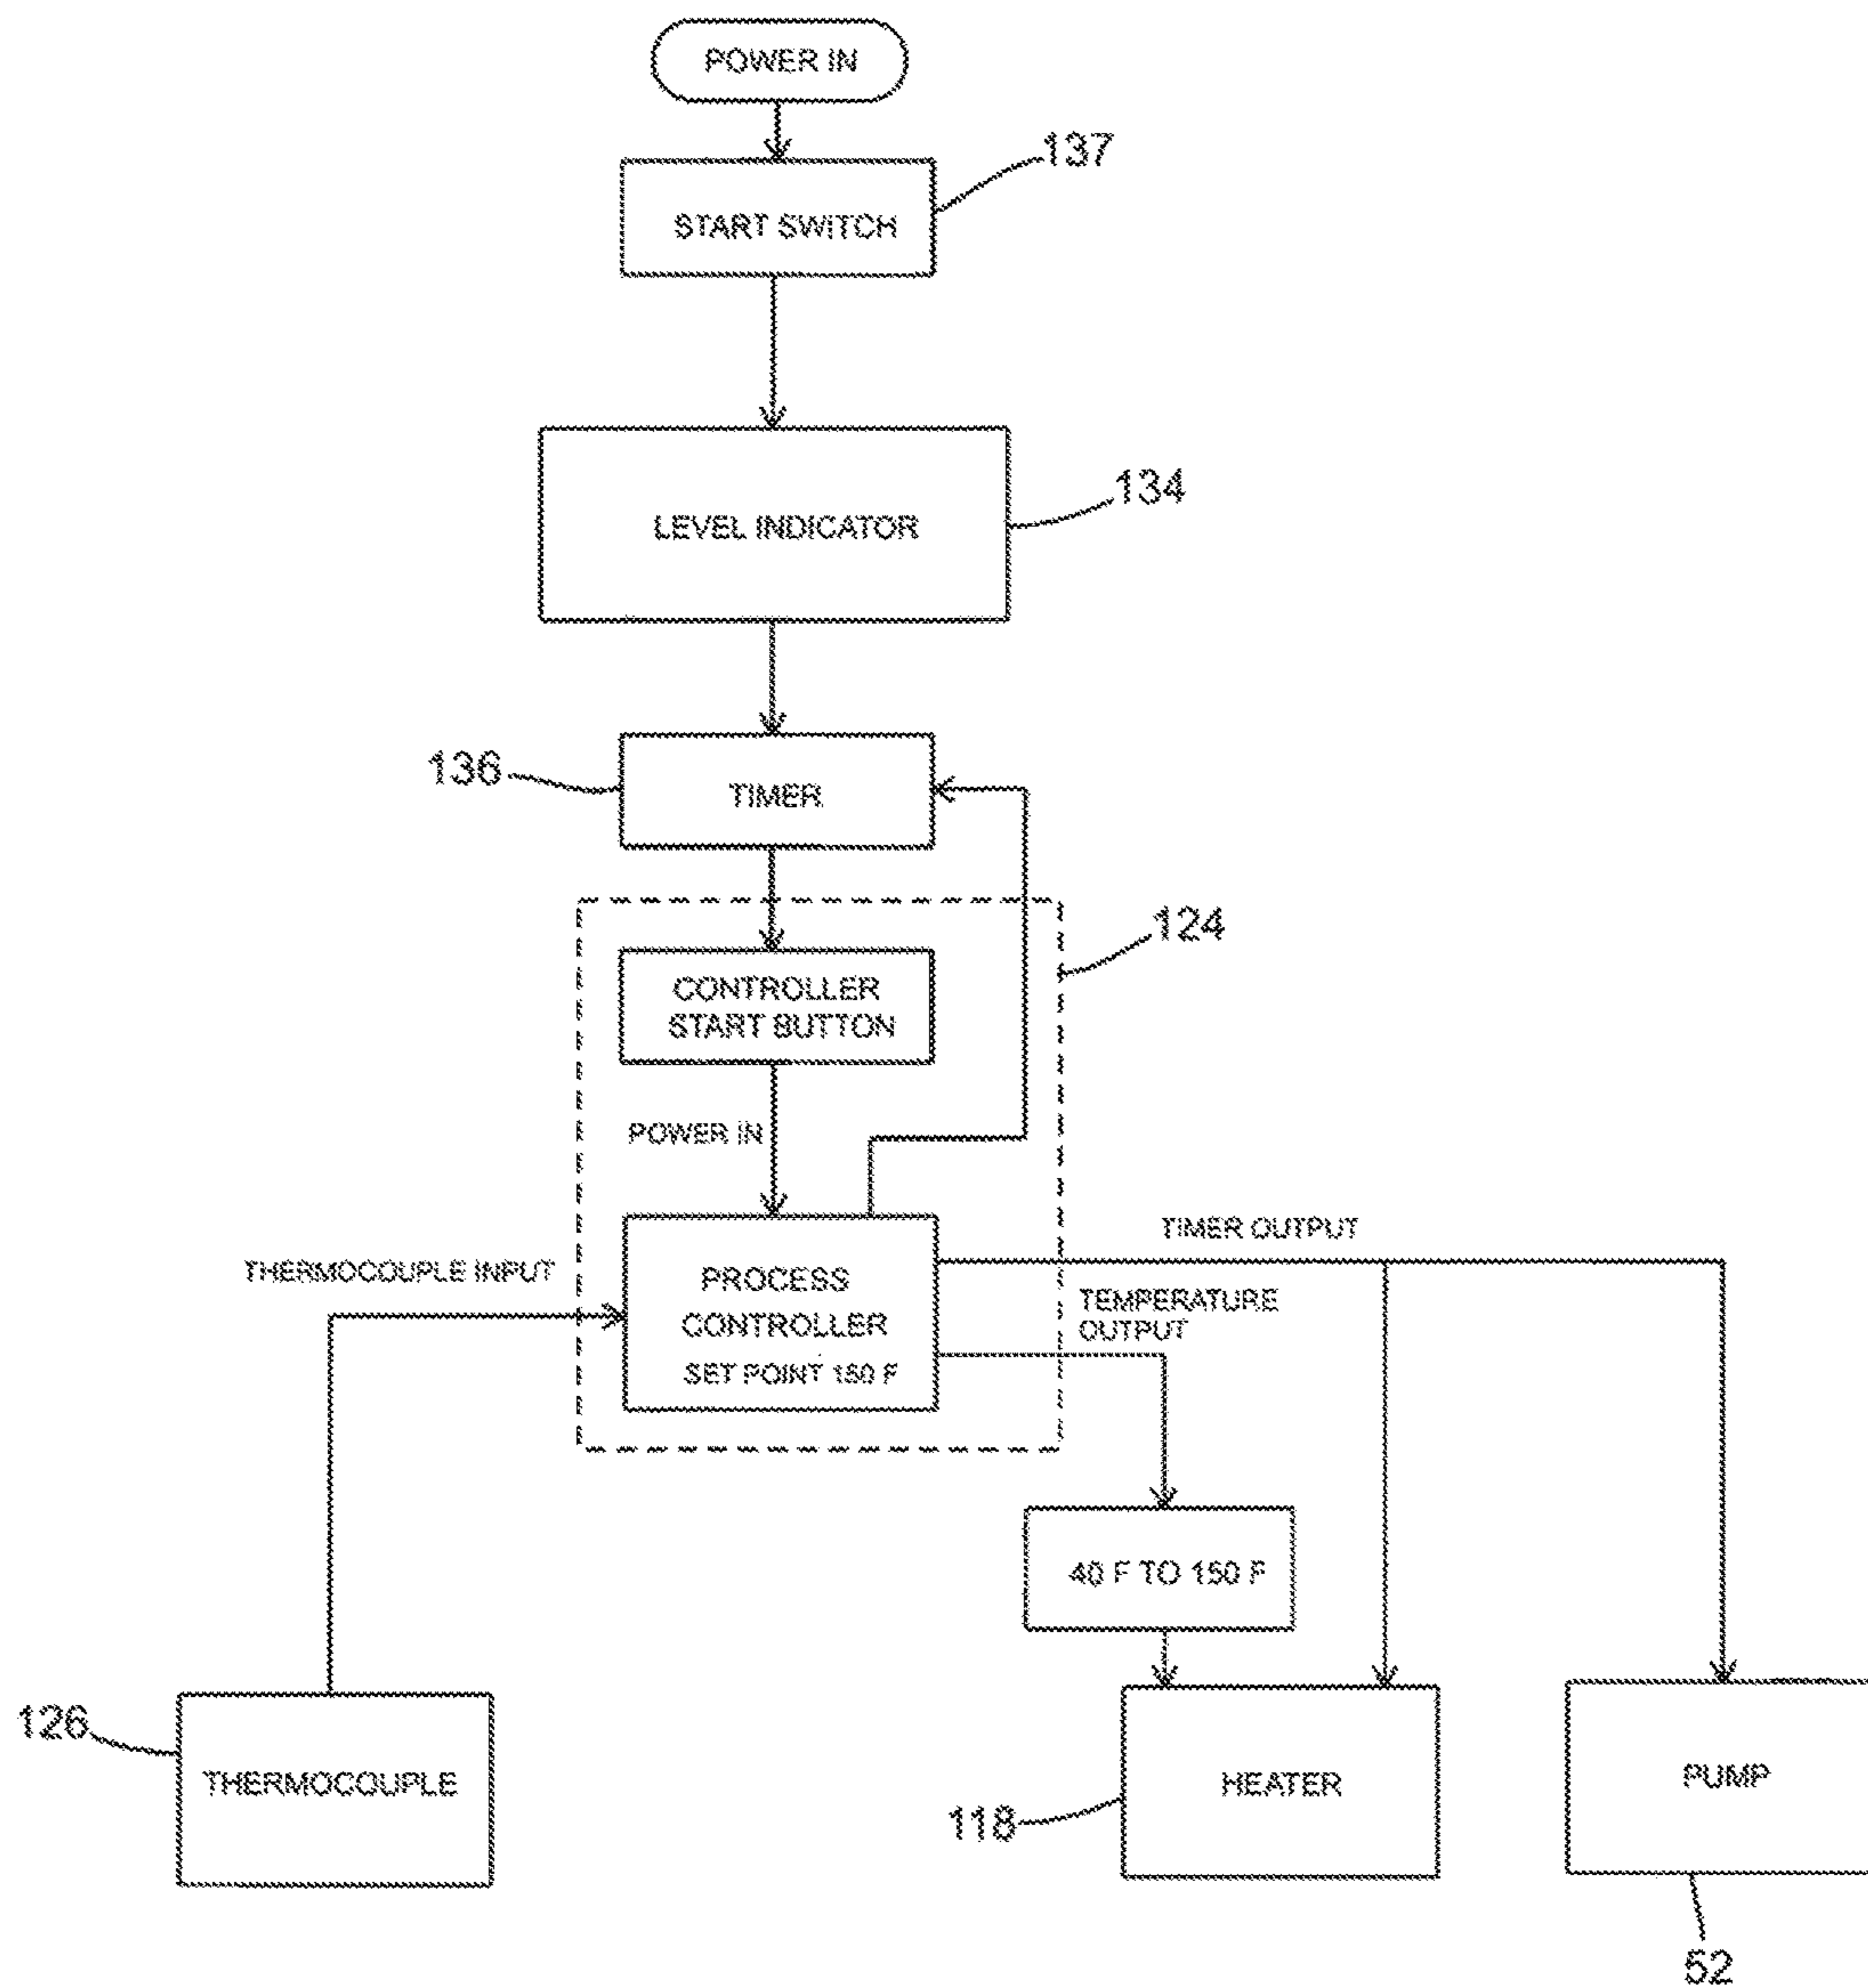 POWER IN
137
START SWITCH
134
LEVEL INDICATOR
136
TIMER
124
CONTROLLER
START BUTTON
POWER IN
TIMER OUTPUT
THERMOCOUPLE INPUT
PROCESS
CONTROLLER
SET POINT 150 F
TEMPERATURE
OUTPUT
40 F TO 150 F
126
THERMOCOUPLE
118
HEATER
PUMP
52